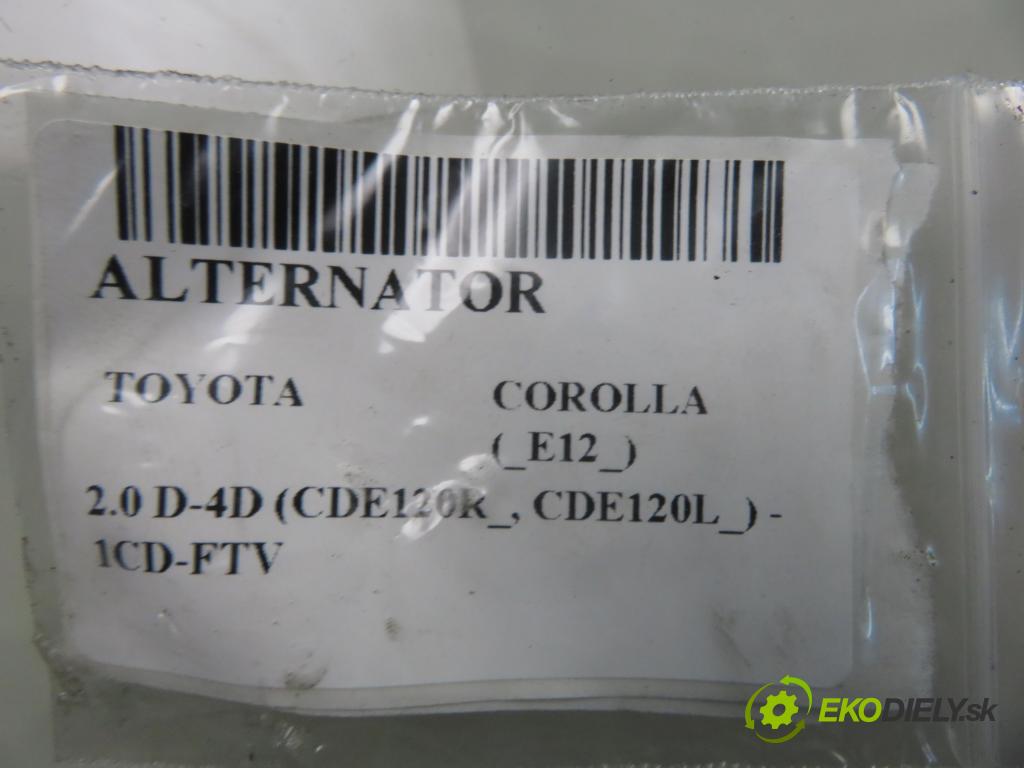 ALTERNATOR
TOYOTA COROLLA
(_E12_)
2.0 D-4D (CDE120R_, CDE120L_) -
1CD-FTV
EKODIELY.sk